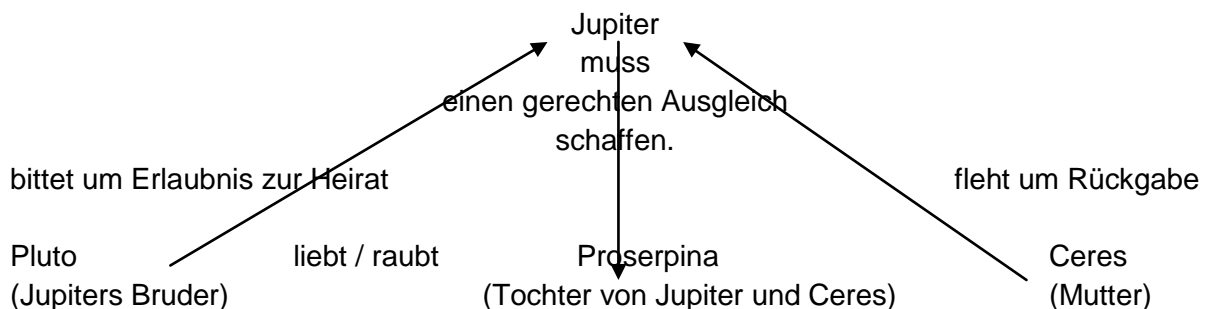 Jupiter
muss
einen gerechten Ausgleich
schaffen.
bittet um Erlaubnis zur Heirat fleht um Rückgabe
Pluto liebt / raubt Proserpina Ceres
(Jupiters Bruder) (Tochter von Jupiter und Ceres) (Mutter)